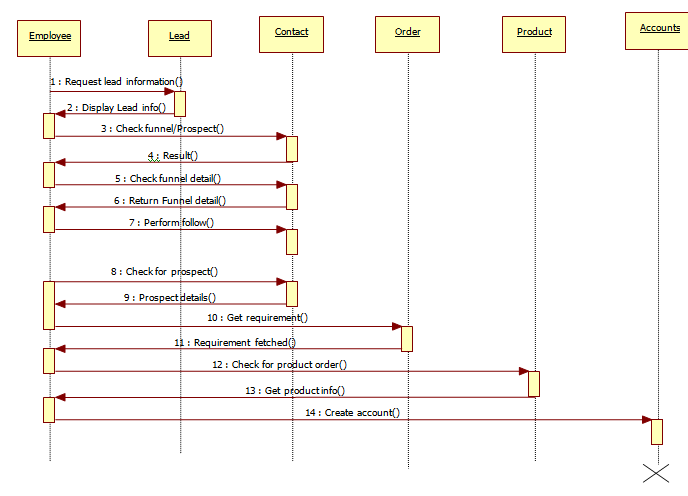 Employee
Lead
Contact
Order
Product
Accounts
1 : Request lead information()
2 : Display Lead info()
3 : Check funnel/Prospect()
4 : Result()
5 : Check funnel detail()
6 : Return Funnel detail()
7 : Perform follow()
8 : Check for prospect()
9 : Prospect details()
10 : Get requirement()
11 : Requirement fetched()
12 : Check for product order()
13 : Get product info()
14 : Create account()